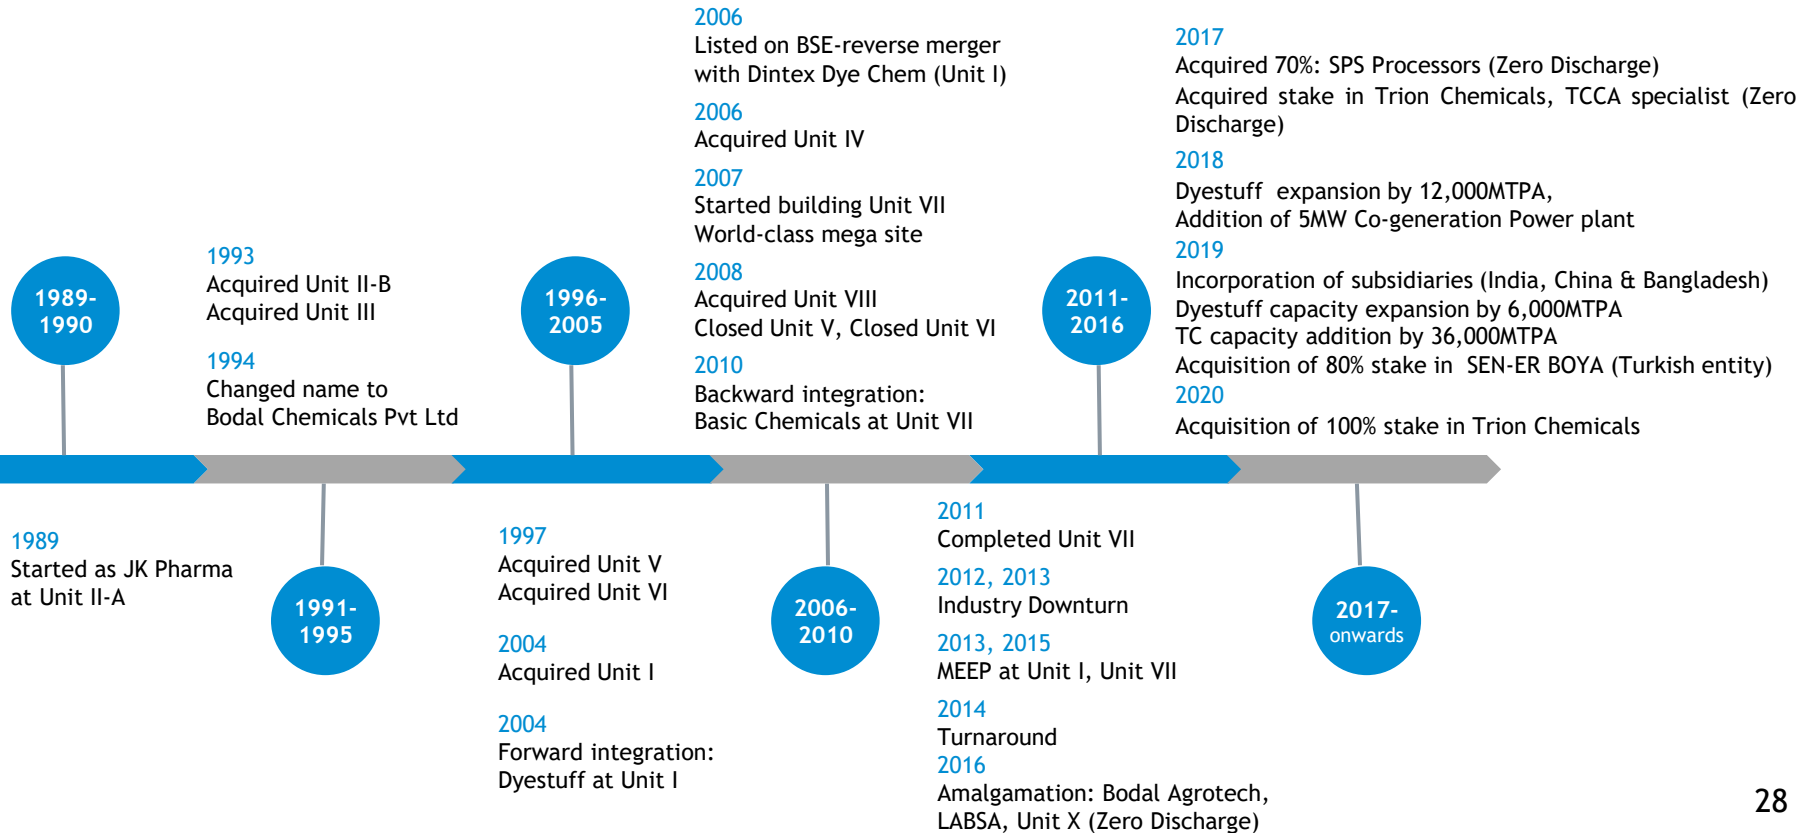 1989-
1990
1989
Started as JK Pharma
at Unit II-A
1993
Acquired Unit II-B
Acquired Unit III
1994
Changed name to
Bodal Chemicals Pvt Ltd
1991-
1995
1996-
2005
1997
Acquired Unit V
Acquired Unit VI
2004
Acquired Unit I
2004
Forward integration:
Dyestuff at Unit I
2006
Listed on BSE-reverse merger
with Dintex Dye Chem (Unit I)
2006
Acquired Unit IV
2007
Started building Unit VII
World-class mega site
2008
Acquired Unit VIII
Closed Unit V, Closed Unit VI
2010
Backward integration:
Basic Chemicals at Unit VII
2006-
2010
2011-
2016
2011
Completed Unit VII
2012, 2013
Industry Downturn
2013, 2015
MEEP at Unit I, Unit VII
2014
Turnaround
2016
Amalgamation: Bodal Agrotech,
LABSA, Unit X (Zero Discharge)
2017
Acquired 70%: SPS Processors (Zero Discharge)
Acquired stake in Trion Chemicals, TCCA specialist (Zero
Discharge)
2018
Dyestuff expansion by 12,000MTPA,
Addition of 5MW Co-generation Power plant
2019
Incorporation of subsidiaries (India, China & Bangladesh)
Dyestuff capacity expansion by 6,000MTPA
TC capacity addition by 36,000MTPA
Acquisition of 80% stake in SEN-ER BOYA (Turkish entity)
2020
Acquisition of 100% stake in Trion Chemicals
2017-
onwards
28